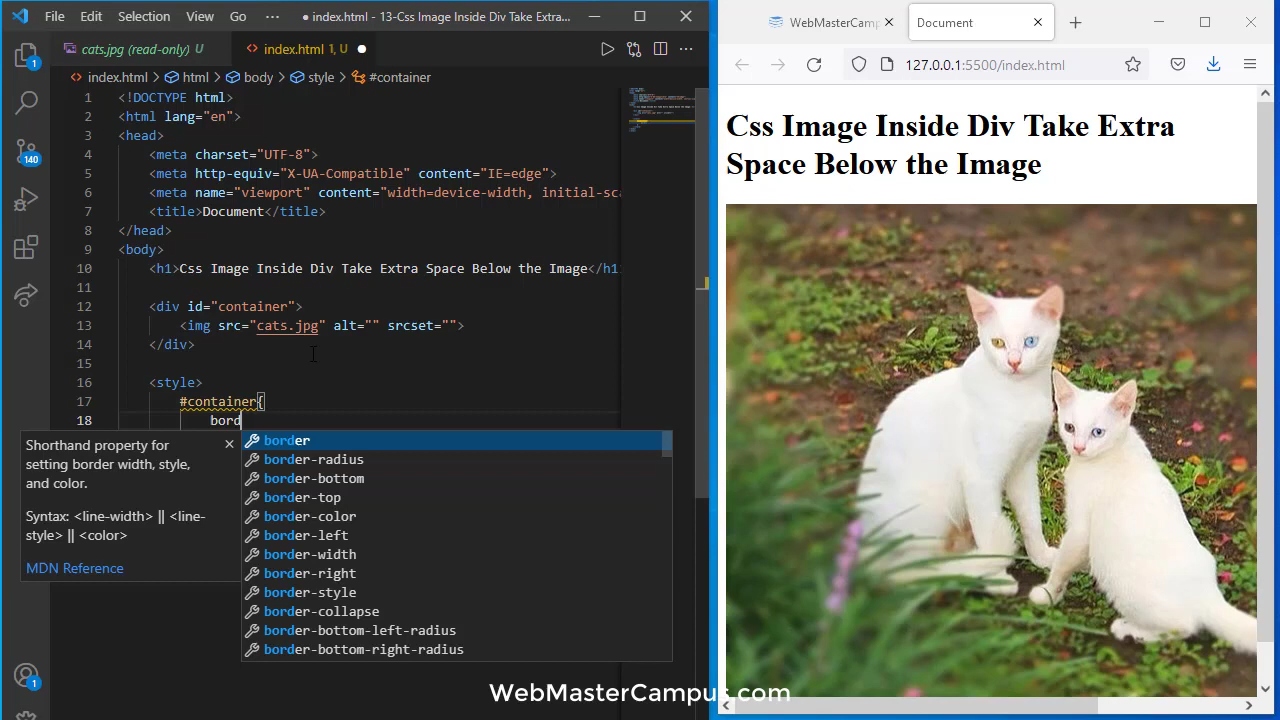 File Edit Selection View Go ··· ● index.html - 13-Css Image Inside Div Take Extra...
cats.jpg (read-only) U
<> index.html 1, U ●
<> index.html > html > body > style > #container
1 <!DOCTYPE html>
2 <html lang="en">
3 <head>
4 <meta charset="UTF-8">
5 <meta http-equiv="X-UA-Compatible" content="IE=edge">
6 <meta name="viewport" content="width=device-width, initial-sca
7 <title>Document</title>
8 </head>
9 <body>
10 <h1>Css Image Inside Div Take Extra Space Below the Image</h1
11
12 <div id="container">
13 <img src="cats.jpg" alt="" srcset="">
14 </div>
15
16 <style>
17 #container{
18 bord
1
140
1
Shorthand property for
setting border width, style,
and color.
Syntax: <line-width> || <line-
style> || <color>
MDN Reference
border
border-radius
border-bottom
border-top
border-color
border-left
border-width
border-right
border-style
border-collapse
border-bottom-left-radius
border-bottom-right-radius
WebMasterCamp
Document
127.0.0.1:5500/index.html
Css Image Inside Div Take Extra
Space Below the Image
WebMasterCampus.com